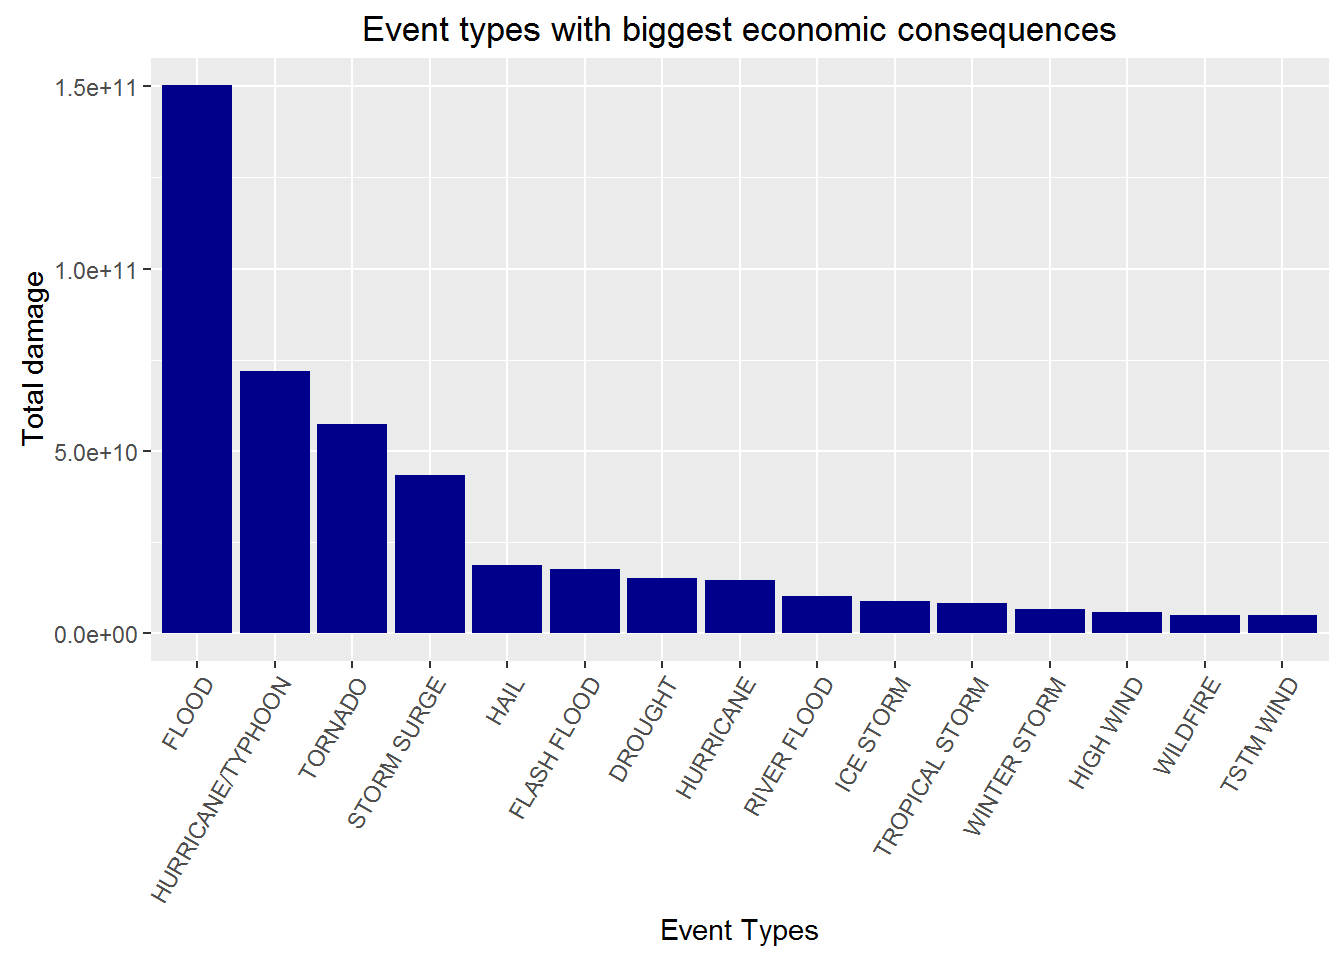 Event types with biggest economic consequences
Total damage
1.5e+11
1.0e+11
5.0e+10
0.0e+00
FLOOD
HURRICANE/TYPHOON
TORNADO
STORM SURGE
HAIL
FLASH FLOOD
DROUGHT
HURRICANE
RIVER FLOOD
ICE STORM
TROPICAL STORM
WINTER STORM
HIGH WIND
WILDFIRE
TSTM WIND
Event Types